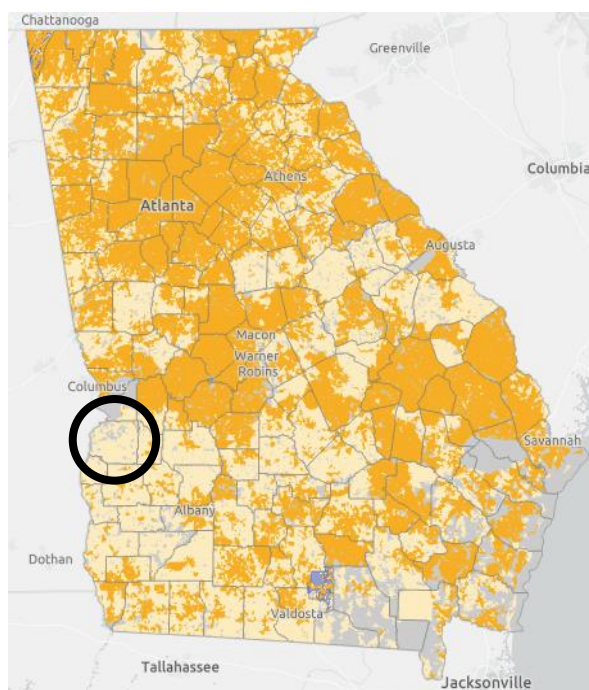 Chattanooga
Greenville
Columbia
Athens
Atlanta
Augusta
Macon
Warner
Robins
Columbus
Savannah
Albany
Dothan
Valdosta
Tallahassee
Jacksonville